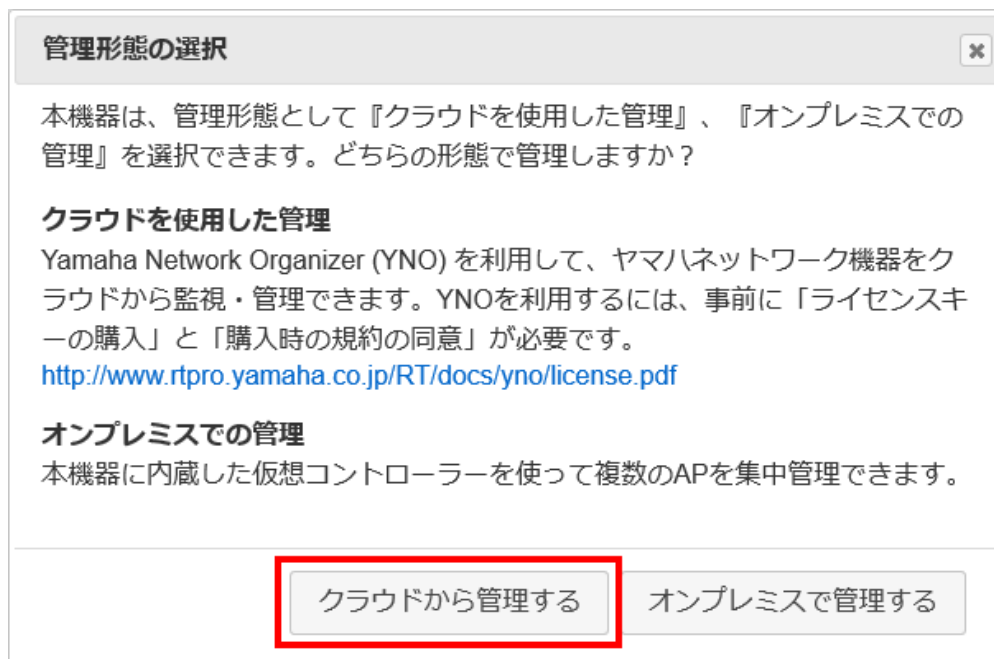 管理形態の選択
本機器は、管理形態として『クラウドを使用した管理』、『オンプレミスでの
管理』を選択できます。どちらの形態で管理しますか？
クラウドを使用した管理
Yamaha Network Organizer (YNO) を利用して、ヤマハネットワーク機器をク
ラウドから監視・管理できます。YNOを利用するには、事前に「ライセンスキ
ーの購入」と「購入時の規約の同意」が必要です。
http://www.rtpro.yamaha.co.jp/RT/docs/yno/license.pdf
オンプレミスでの管理
本機器に内蔵した仮想コントローラーを使って複数のAPを集中管理できます。
クラウドから管理する オンプレミスで管理する